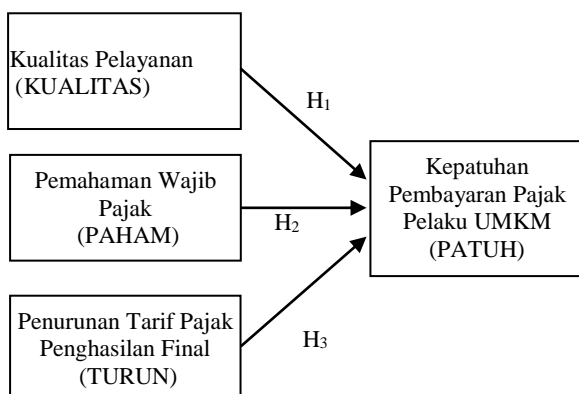 Kualitas Pelayanan
(KUALITAS)
H1
Pemahaman Wajib
Pajak
(PAHAM)
H2
Kepatuhan
Pembayaran Pajak
Pelaku UMKM
(PATUH)
Penurunan Tarif Pajak
Penghasilan Final
(TURUN)
H3